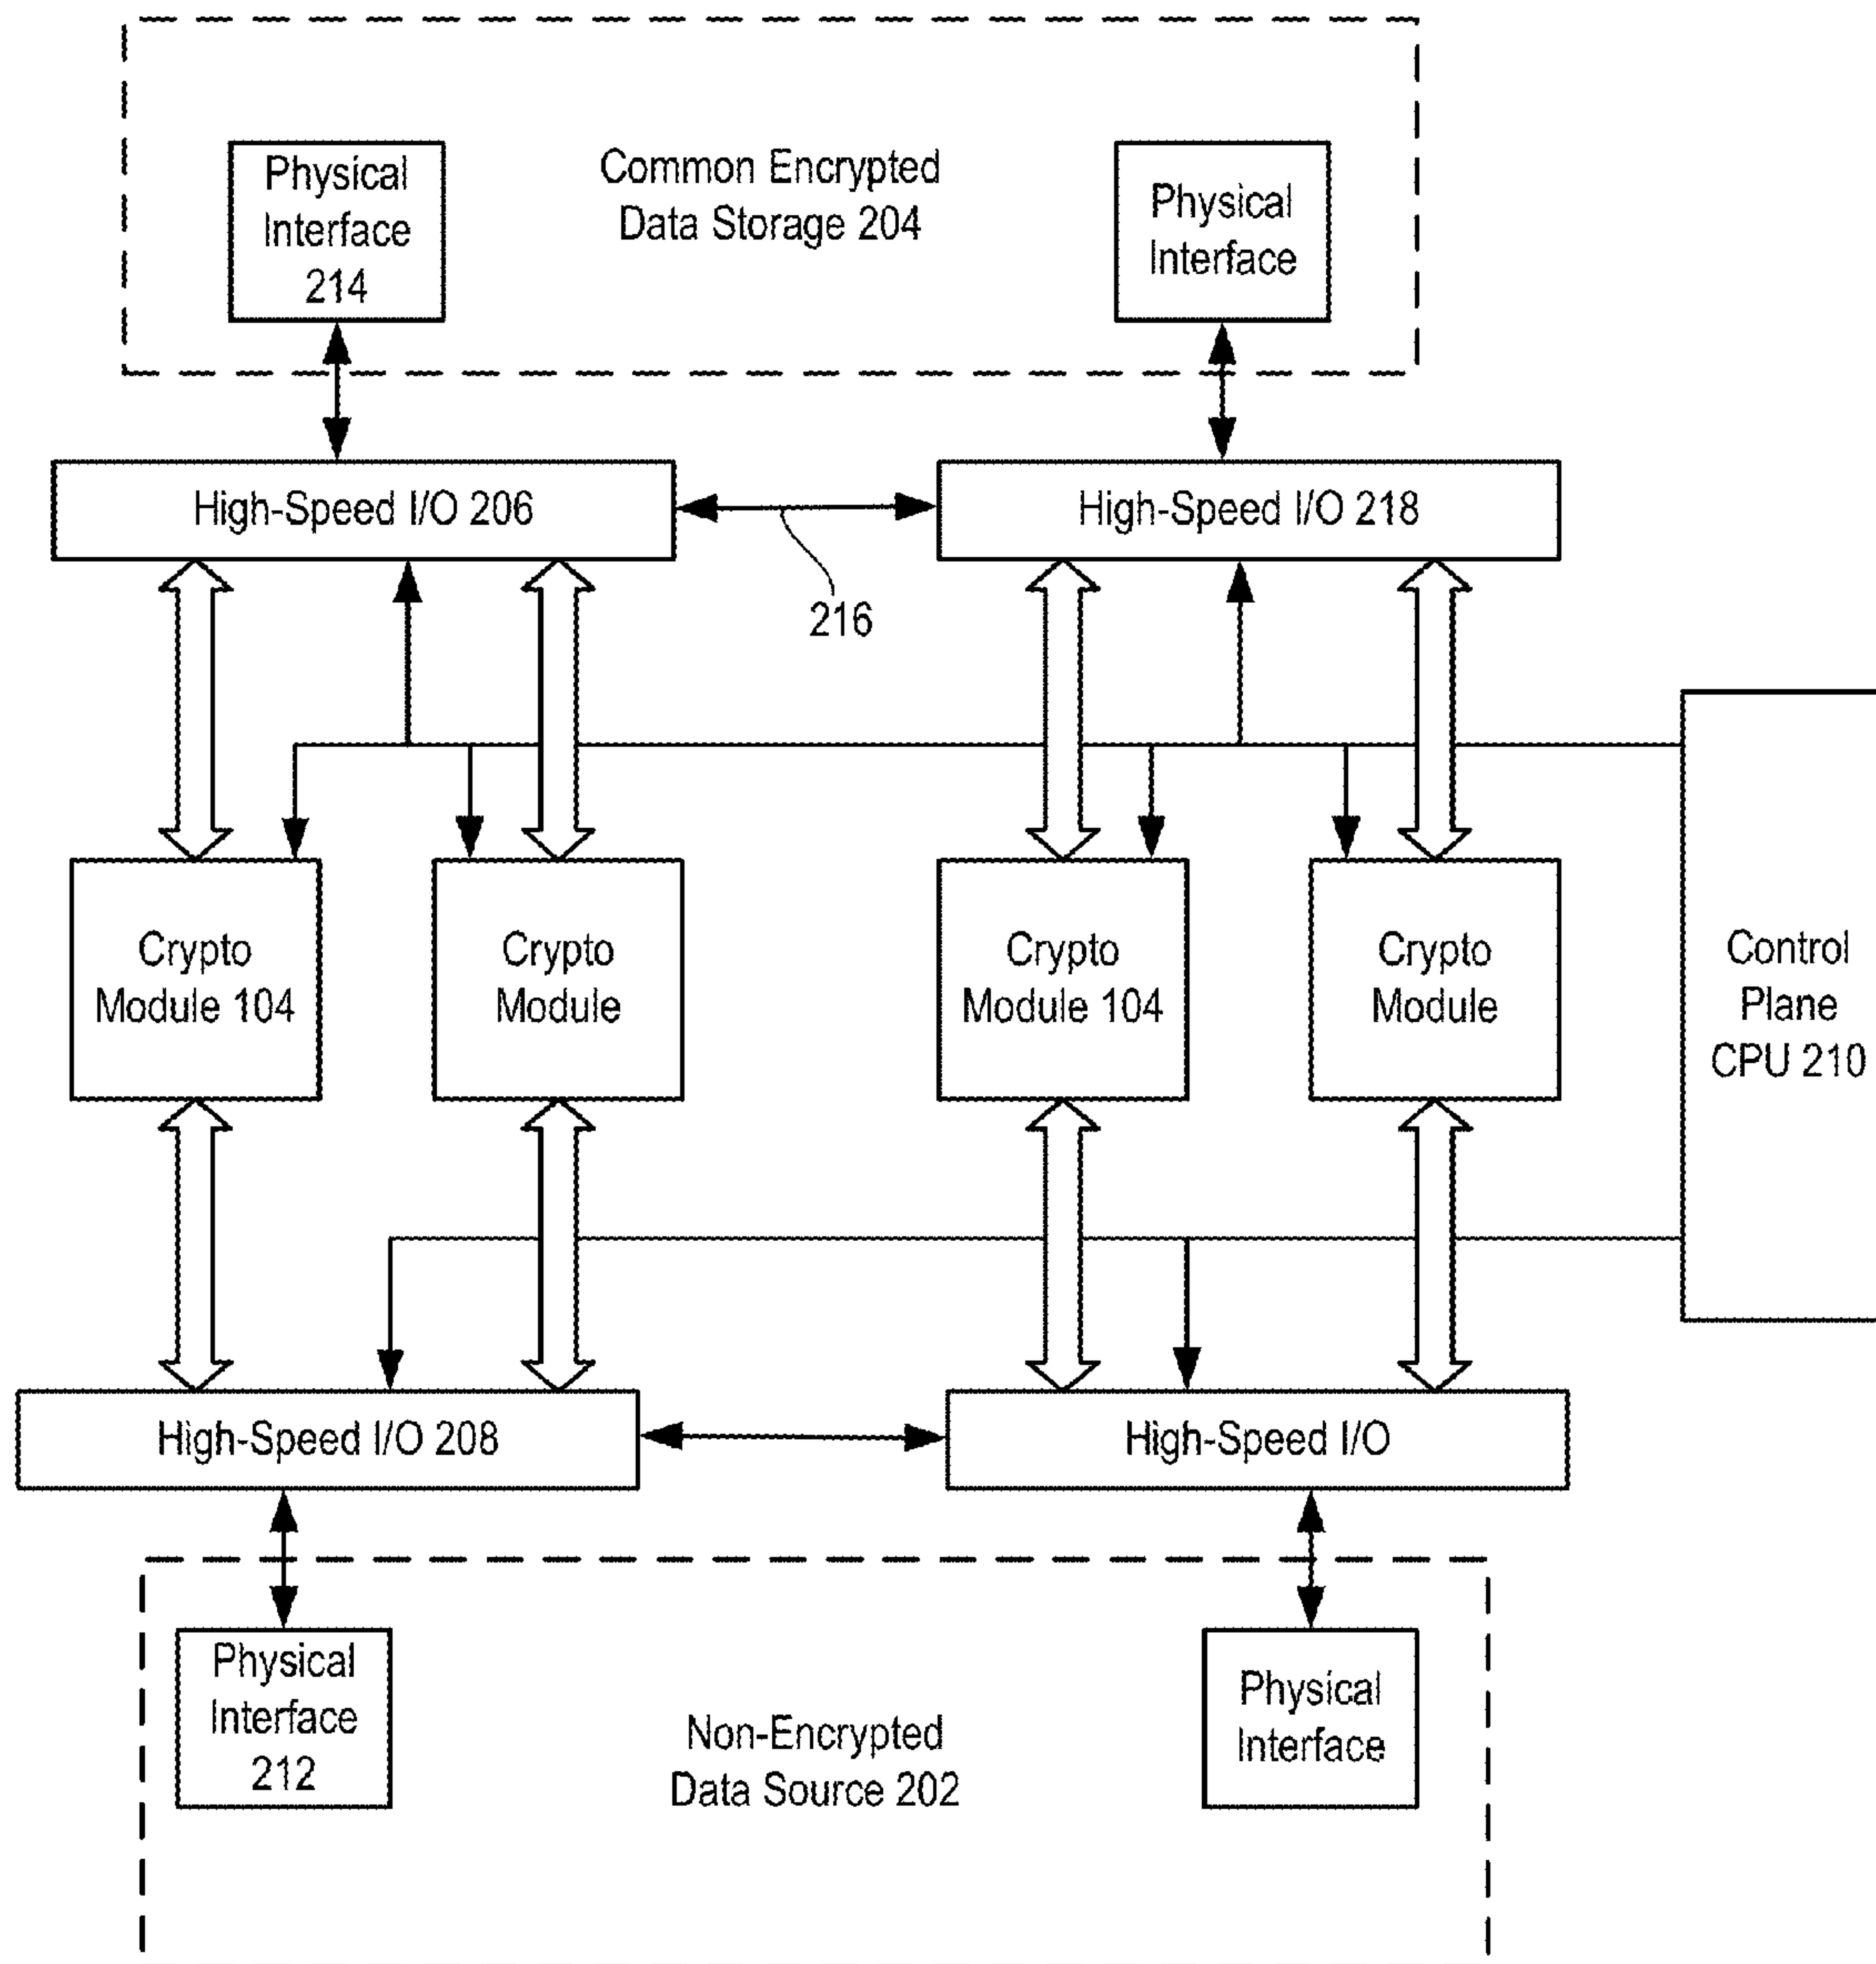 Physical
Interface
214
Common Encrypted
Data Storage 204
Physical
Interface
High-Speed I/O 206
High-Speed I/O 218
216
Crypto
Module 104
Crypto
Module
Crypto
Module 104
Crypto
Module
Control
Plane
CPU 210
High-Speed I/O 208
High-Speed I/O
Physical
Interface
212
Non-Encrypted
Data Source 202
Physical
Interface